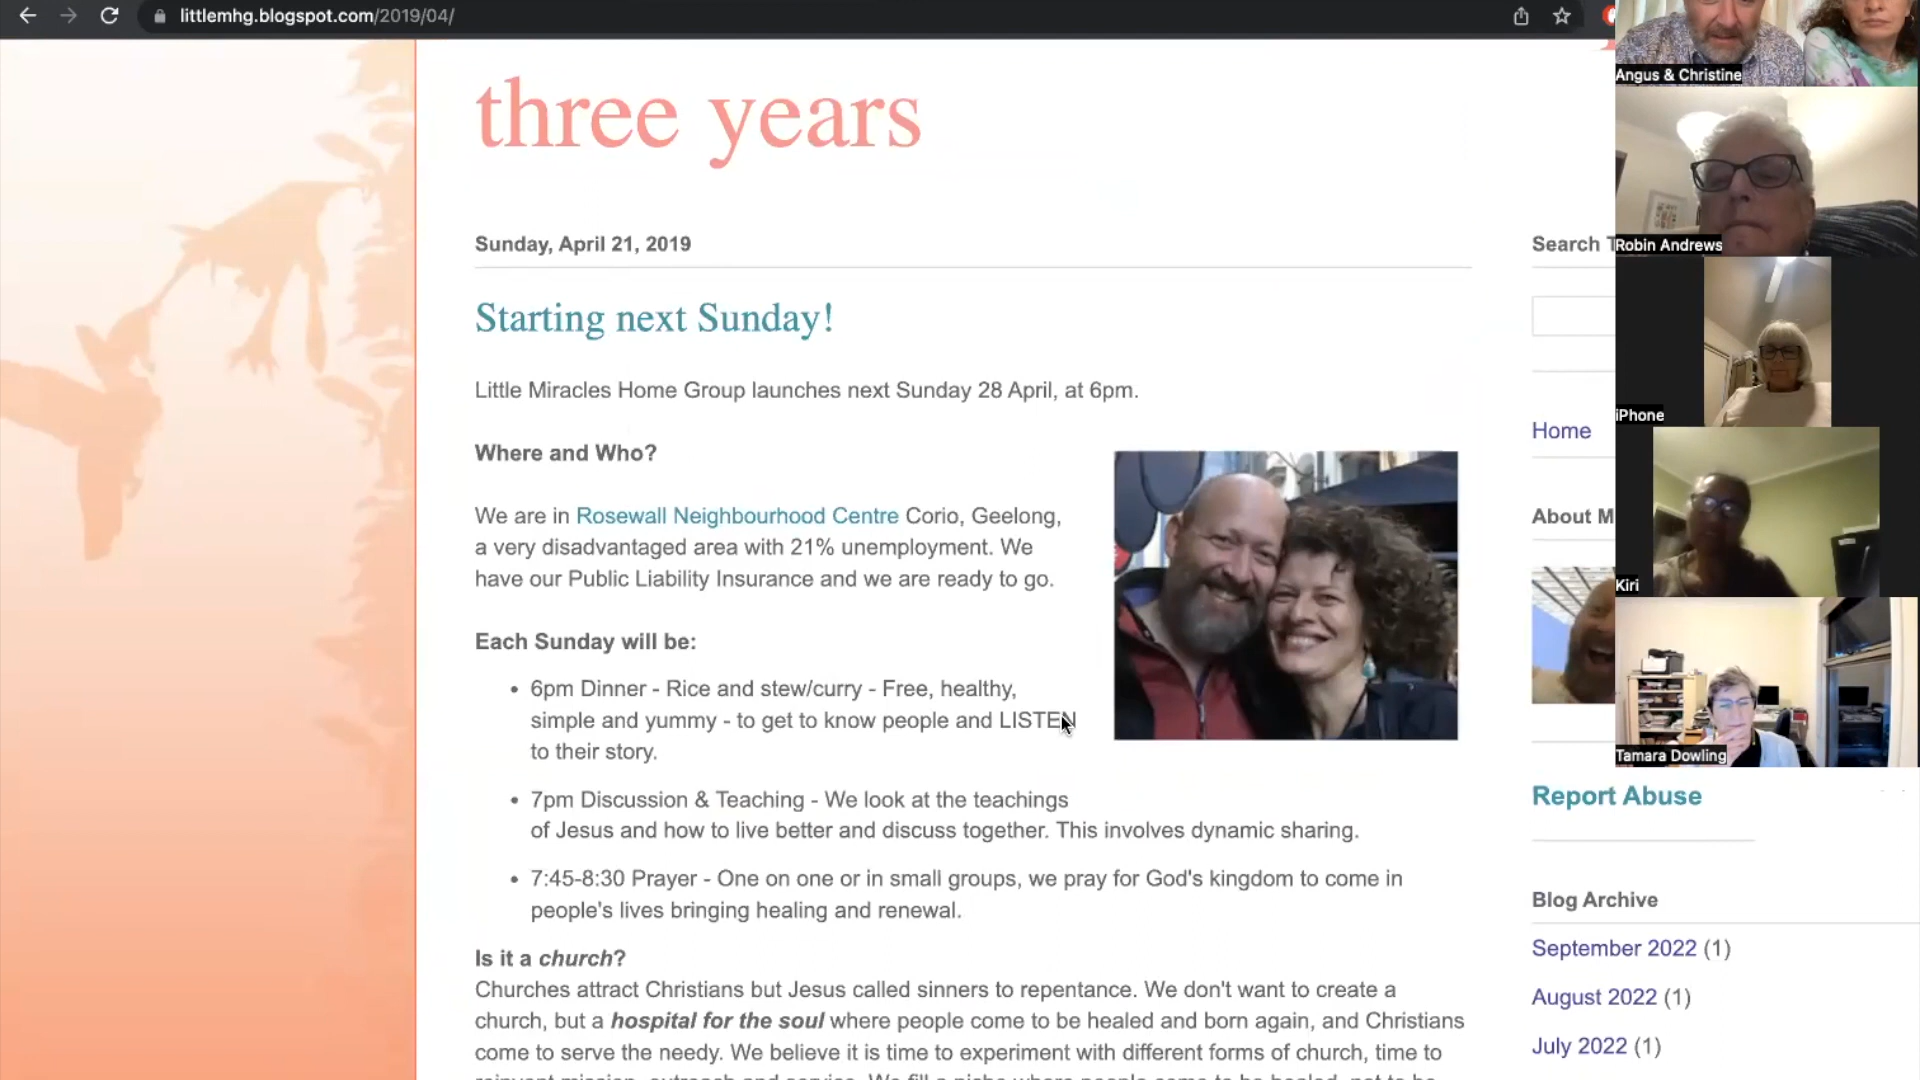 littlemhg.blogspot.com/2019/04/
three years
Sunday, April 21, 2019
Starting next Sunday!
Little Miracles Home Group launches next Sunday 28 April, at 6pm.
Where and Who?
We are in Rosewall Neighbourhood Centre Corio, Geelong,
a very disadvantaged area with 21% unemployment. We
have our Public Liability Insurance and we are ready to go.
Each Sunday will be:
• 6pm Dinner - Rice and stew/curry - Free, healthy,
simple and yummy - to get to know people and LISTEN
to their story.
• 7pm Discussion & Teaching - We look at the teachings
of Jesus and how to live better and discuss together. This involves dynamic sharing.
• 7:45-8:30 Prayer - One on one or in small groups, we pray for God's kingdom to come in
people's lives bringing healing and renewal.
Is it a church?
Churches attract Christians but Jesus called sinners to repentance. We don't want to create a
church, but a hospital for the soul where people come to be healed and born again, and Christians
come to serve the needy. We believe it is time to experiment with different forms of church, time to
Search
Home
About M
Report Abuse
Blog Archive
September 2022 (1)
August 2022 (1)
July 2022 (1)
Angus & Christine
Robin Andrews
iPhone
Kiri
Tamara Dowling